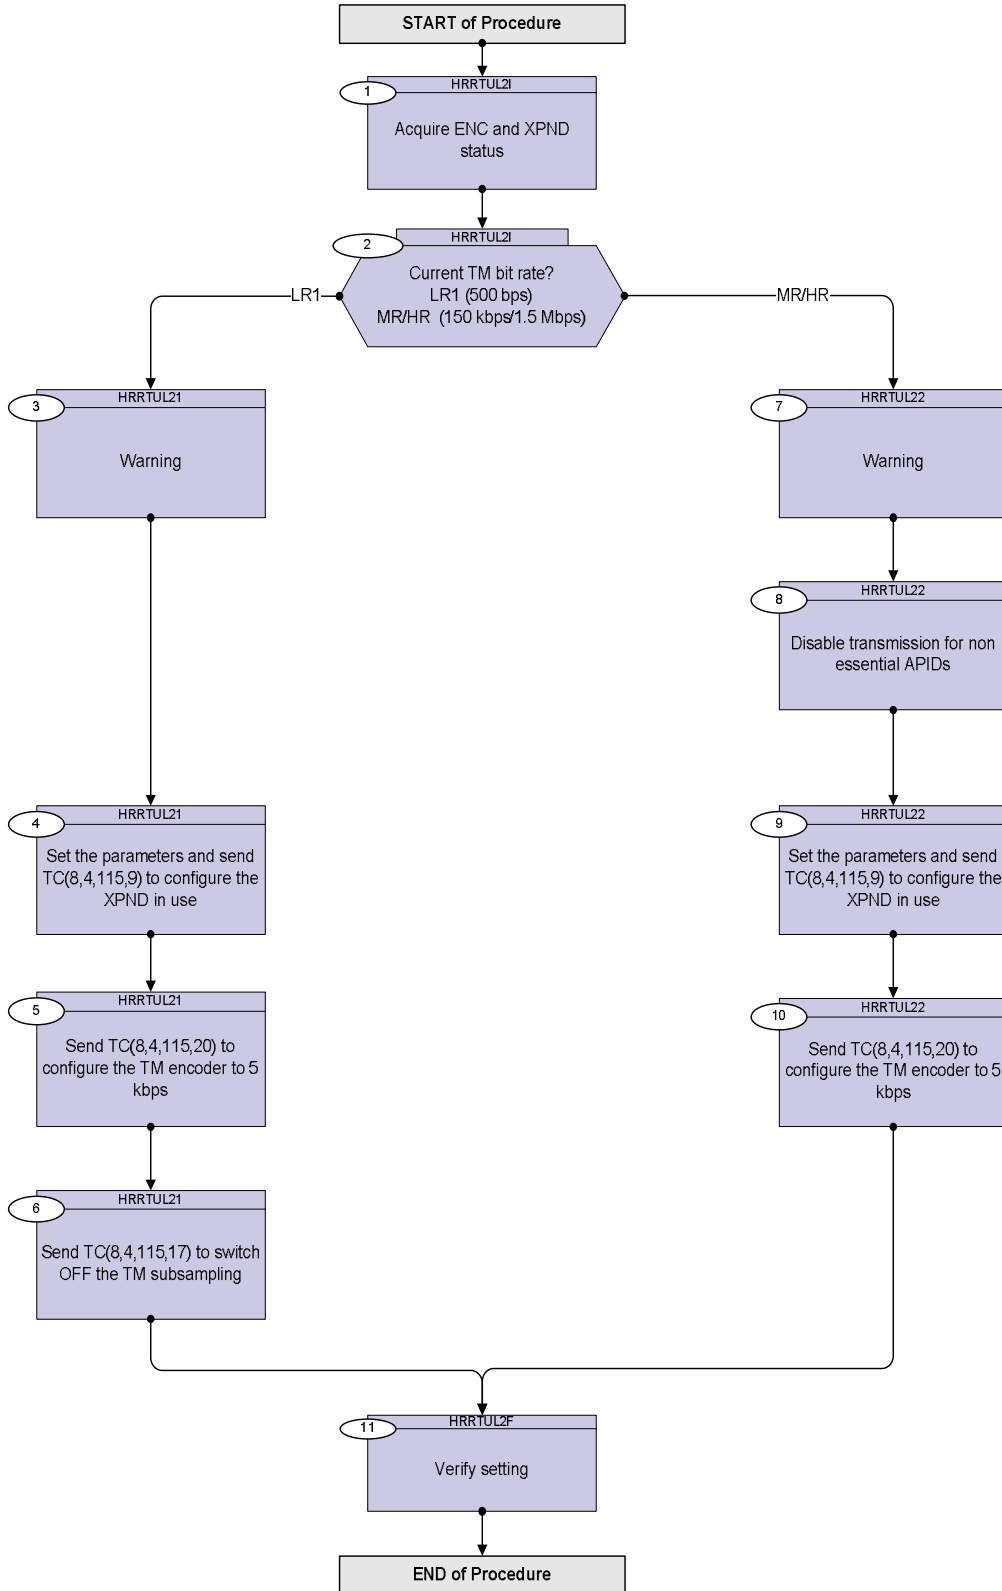 START of Procedure
HRRTUL2I
1
Acquire ENC and XPND
status
HRRTUL2I
2
Current TM bit rate?
LR1 (500 bps)
MR/HR (150 kbps/1.5 Mbps)
LR1
MR/HR
HRRTUL21
3
Warning
HRRTUL22
7
Warning
HRRTUL22
8
Disable transmission for non
essential APIDs
HRRTUL21
4
Set the parameters and send
TC(8,4,115,9) to configure the
XPND in use
HRRTUL22
9
Set the parameters and send
TC(8,4,115,9) to configure the
XPND in use
HRRTUL21
5
Send TC(8,4,115,20) to
configure the TM encoder to 5
kbps
HRRTUL22
10
Send TC(8,4,115,20) to
configure the TM encoder to 5
kbps
HRRTUL21
6
Send TC(8,4,115,17) to switch
OFF the TM subsampling
HRRTUL2F
11
Verify setting
END of Procedure